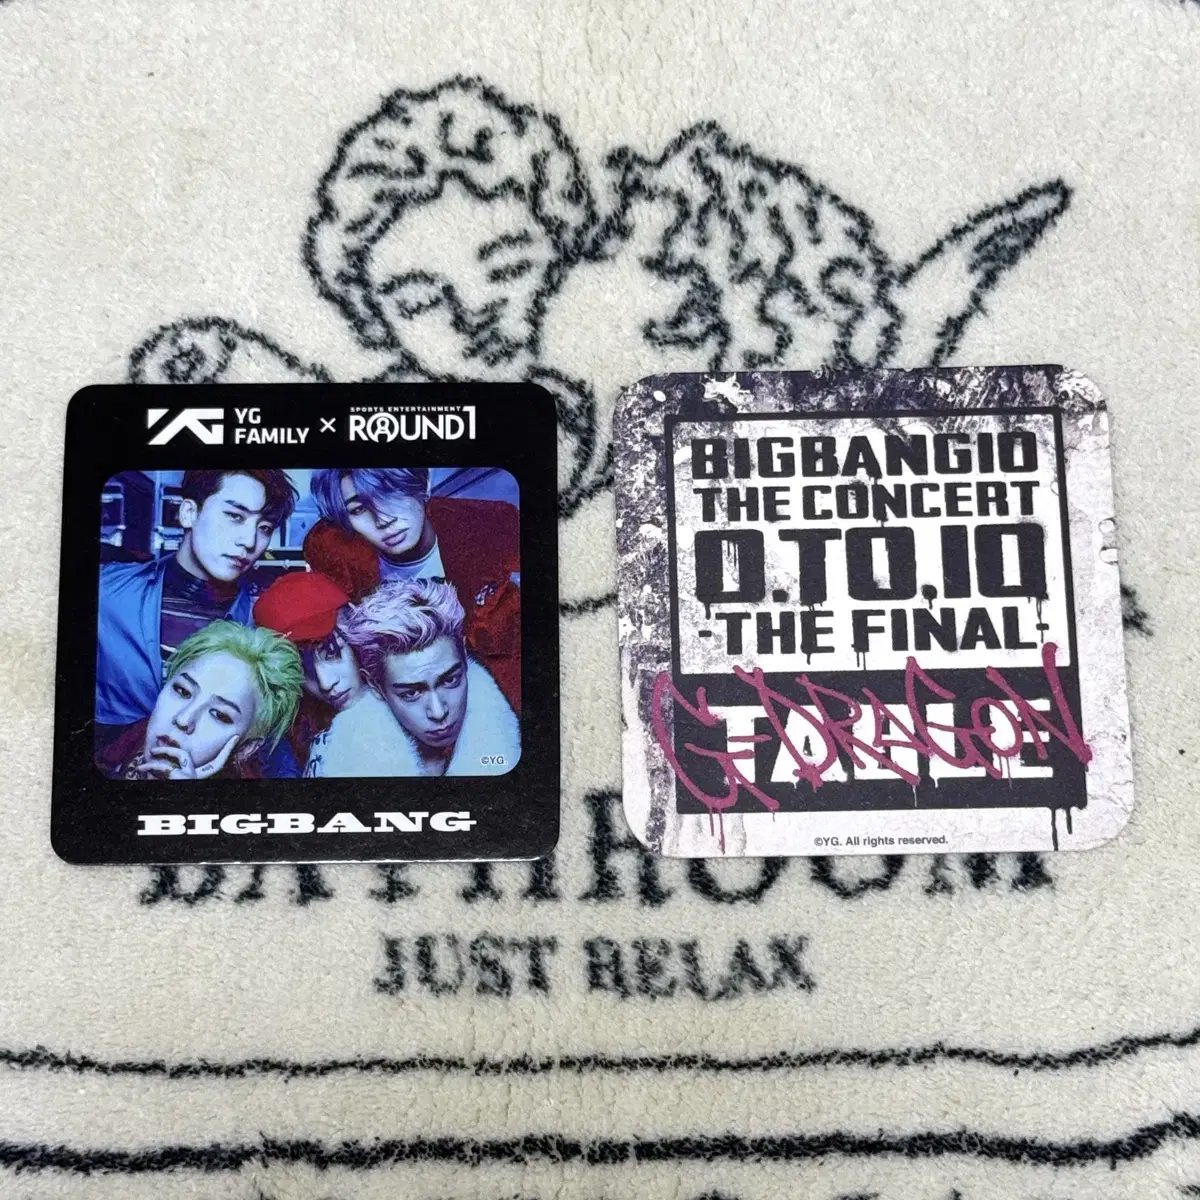 YG
FAMILY
×
SPORTS ENTERTAINMENT
ROUND1
©YG.
BIGBANG
BIGBANG10
THE CONCERT
0.TO.10
-THE FINAL-
G-DRAGON
©YG. All rights reserved.
BATHROOM
JUST RELAX